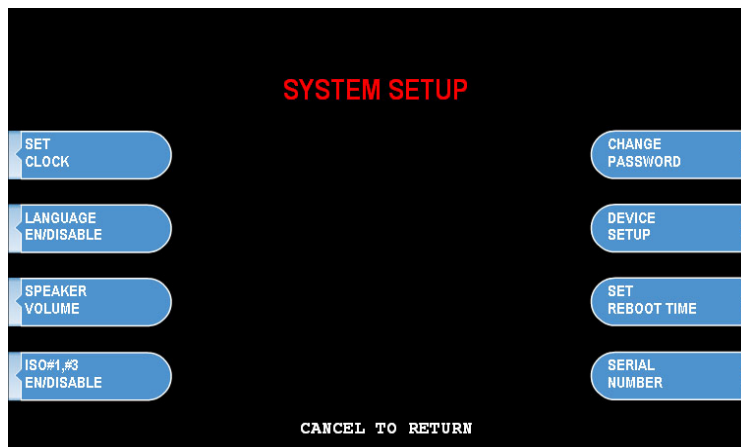 SYSTEM SETUP
SET
CLOCK
CHANGE
PASSWORD
LANGUAGE
EN/DISABLE
DEVICE
SETUP
SPEAKER
VOLUME
SET
REBOOT TIME
ISO#1,#3
EN/DISABLE
SERIAL
NUMBER
CANCEL TO RETURN